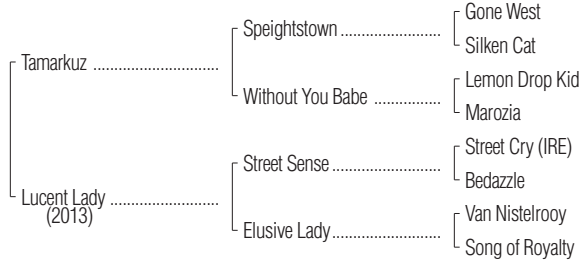 Gone West
Speightstown
Silken Cat
Tamarkuz
Lemon Drop Kid
Without You Babe
Marozia
Street Cry (IRE)
Street Sense
Bedazzle
Lucent Lady
(2013)
Van Nistelrooy
Elusive Lady
Song of Royalty